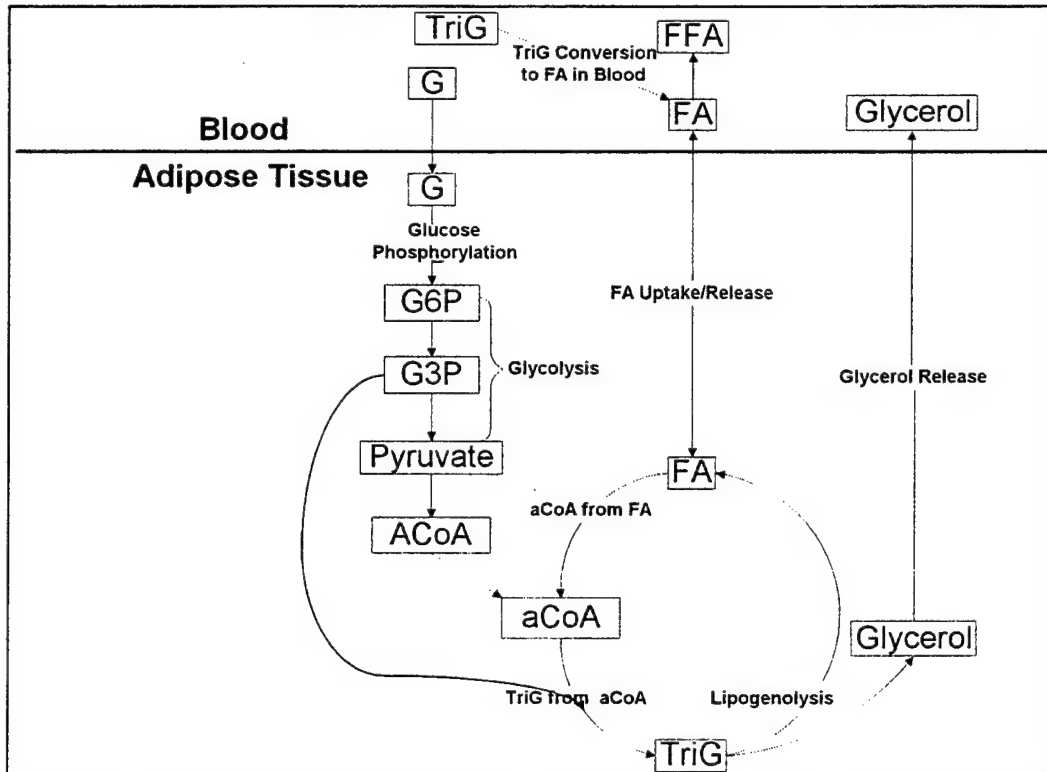 TriG
FFA
TriG Conversion
to FA in Blood
G
FA
Glycerol
Blood
Adipose Tissue
G
Glucose
Phosphorylation
G6P
FA Uptake/Release
G3P
Glycolysis
Glycerol Release
Pyruvate
FA
aCoA from FA
ACoA
aCoA
Glycerol
TriG from aCoA
Lipogenolysis
TriG